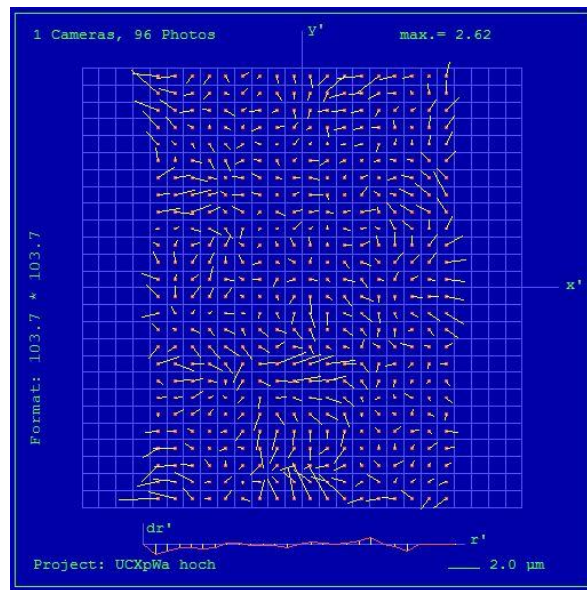 1 Cameras, 96 Photos
y'
max.= 2.62
x'
Format: 103.7 * 103.7
dr'
r'
Project: UCXpWa hoch
2.0 µm